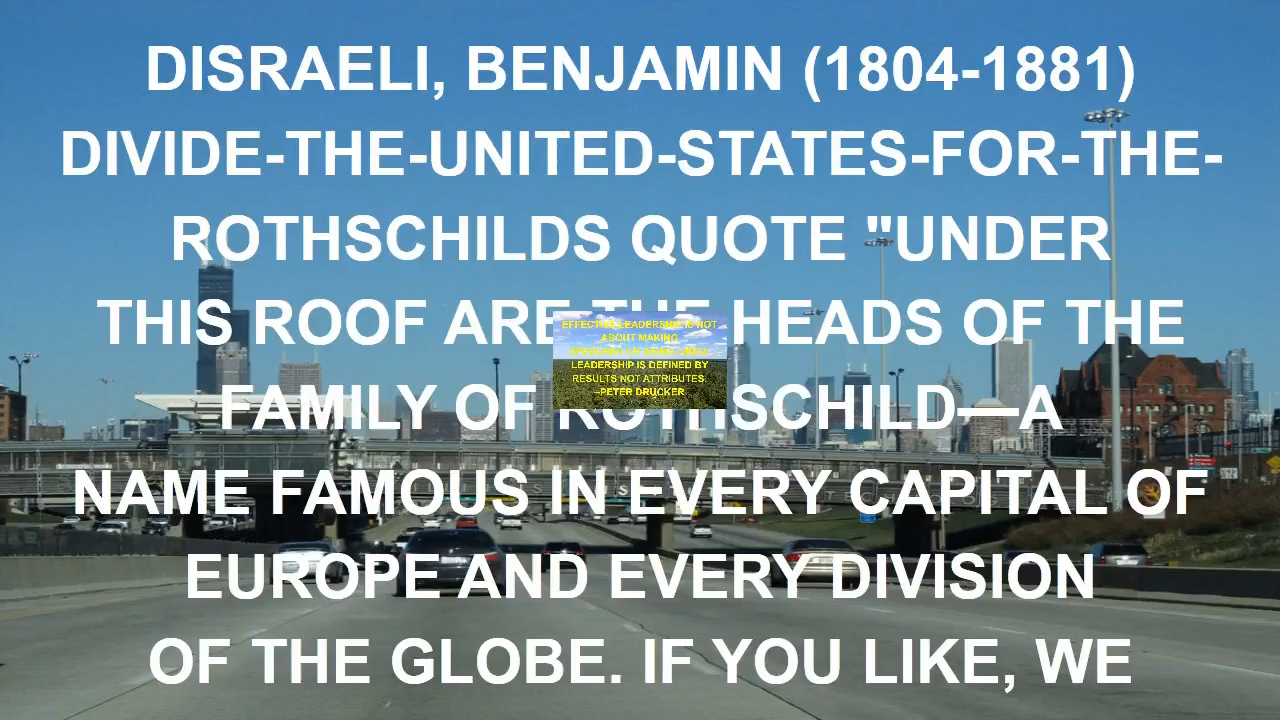 DISRAELI, BENJAMIN (1804-1881)
DIVIDE-THE-UNITED-STATES-FOR-THE-
ROTHSCHILDS QUOTE "UNDER
THIS ROOF ARE THE HEADS OF THE
FAMILY OF ROTHSCHILD—A
NAME FAMOUS IN EVERY CAPITAL OF
EUROPE AND EVERY DIVISION
OF THE GLOBE. IF YOU LIKE, WE
EFFECTIVE LEADERSHIP IS NOT
ABOUT MAKING
LEADERSHIP IS DEFINED BY
RESULTS NOT ATTRIBUTES.
–PETER DRUCKER